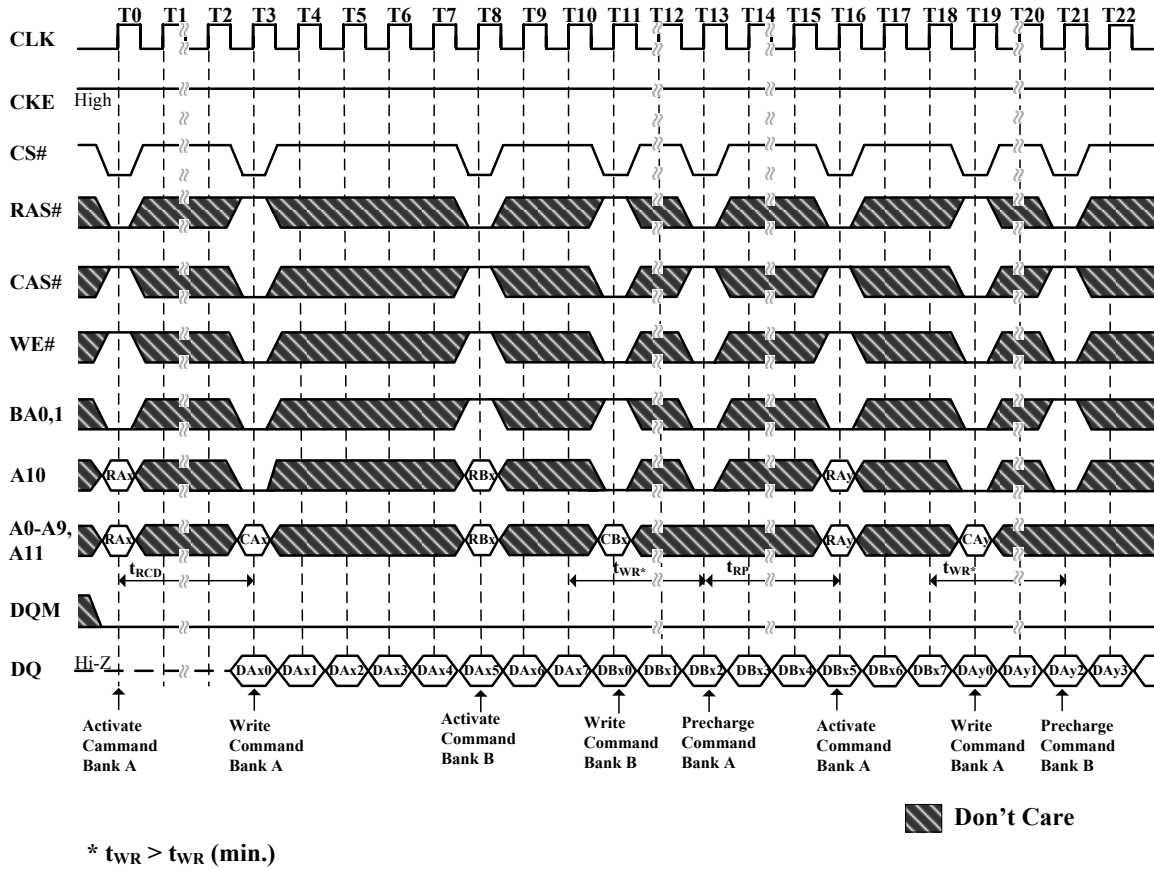 T0 T1 T2 T3 T4 T5 T6 T7 T8 T9 T10 T11 T12 T13 T14 T15 T16 T17 T18 T19 T20 T21 T22
CLK
CKE High
CS#
RAS#
CAS#
WE#
BA0,1
A10 RAx RBx RAy
A0-A9,
A11 RAx CAx RBx CBx RAy CAy
tRCD tWR* tRP tWR*
DQM
DQ Hi-Z DAx0 DAx1 DAx2 DAx3 DAx4 DAx5 DAx6 DAx7 DBx0 DBx1 DBx2 DBx3 DBx4 DBx5 DBx6 DBx7 DAy0 DAy1 DAy2 DAy3
Activate
Cammand
Bank A
Write
Command
Bank A
Activate
Command
Bank B
Write
Command
Bank B
Precharge
Command
Bank A
Activate
Command
Bank A
Write
Command
Bank A
Precharge
Command
Bank B
Don't Care
* tWR > tWR (min.)